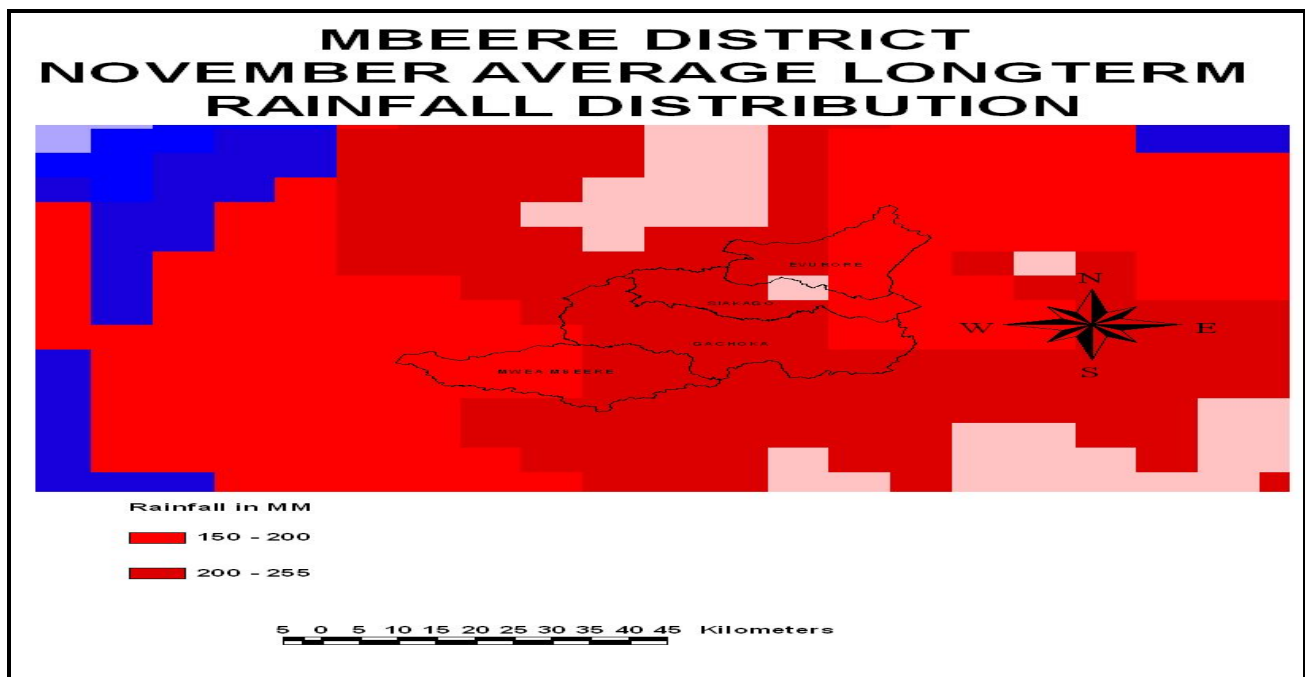 MBEERE DISTRICT
NOVEMBER AVERAGE LONGTERM
RAINFALL DISTRIBUTION
EVURORE
SIAKAGO
GACHOKA
MWEA MBEERE
N
W
E
S
Rainfall in MM
150 - 200
200 - 255
5 0 5 10 15 20 25 30 35 40 45 Kilometers